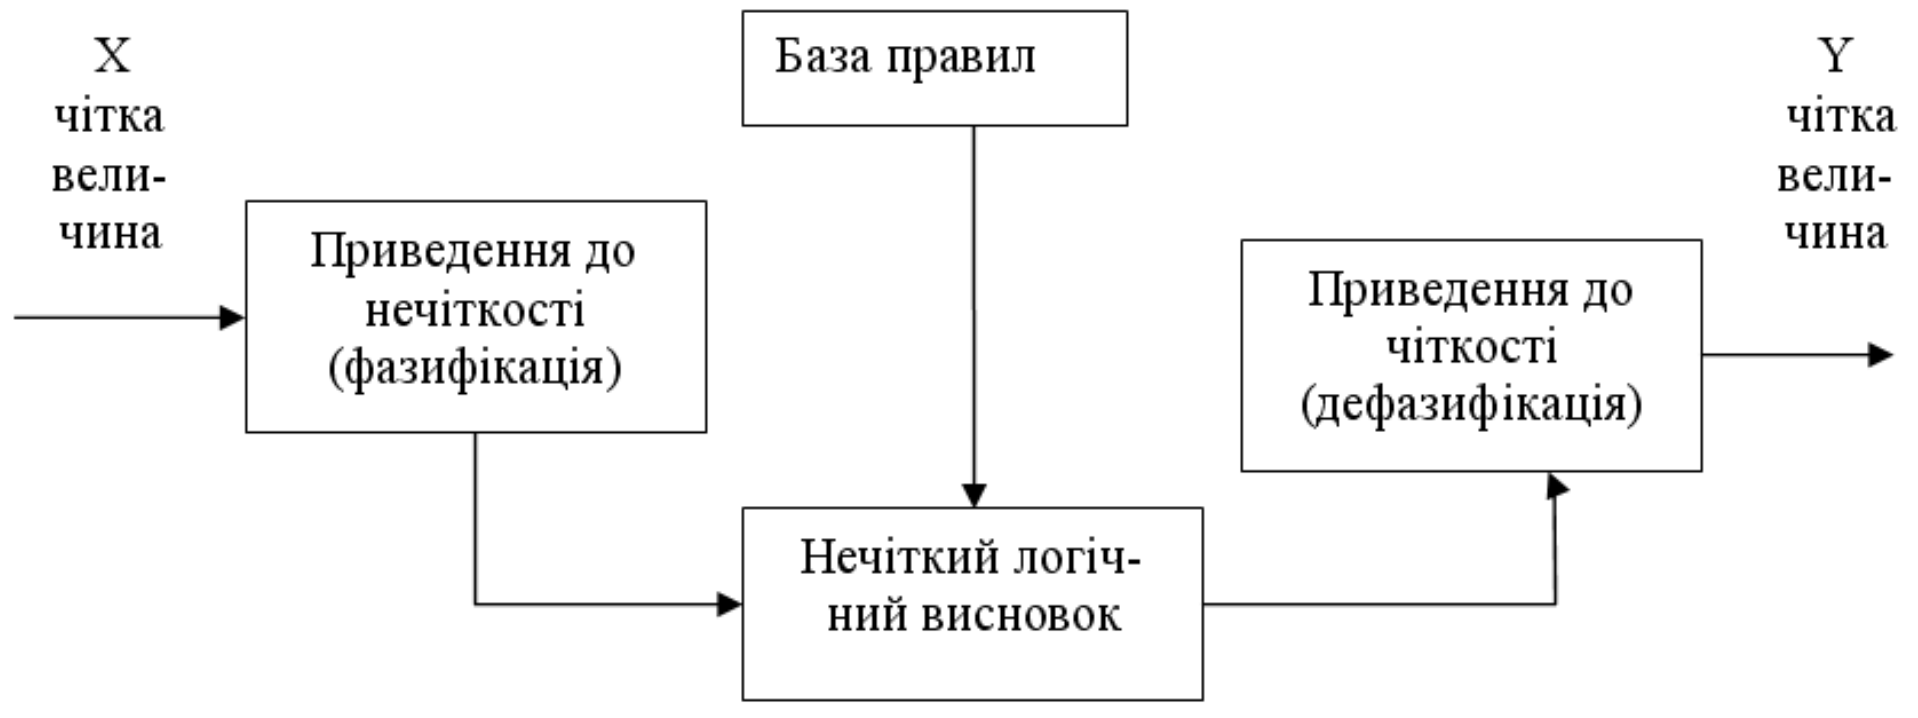 X
чітка
вели-
чина
База правил
Y
чітка
вели-
чина
Приведення до
нечіткості
(фазифікація)
Приведення до
чіткості
(дефазифікація)
Нечіткий логіч-
ний висновок